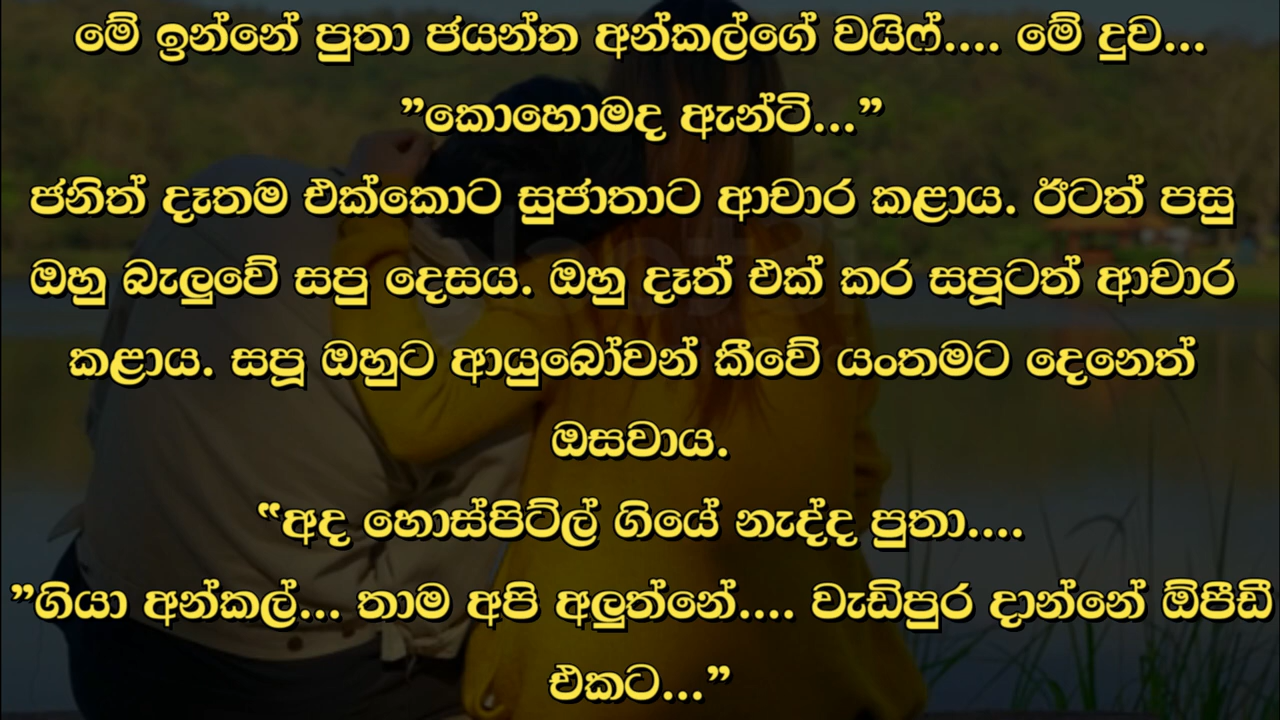 මේ ඉන්නේ පුතා ජයන්ත අන්කල්ගේ වයිෆ්.... මේ දුව...
”කොහොමද ඇන්ටි...”
ජනිත් දෑතම එක්කොට සුජාතාට ආචාර කළාය. ඊටත් පසු
ඔහු බැලුවේ සපු දෙසය. ඔහු දෑත් එක් කර සපූටත් ආචාර
කළාය. සපූ ඔහුට ආයුබෝවන් කීවේ යංතමට දෙනෙත්
ඔසවාය.
“අද හොස්පිට්ල් ගියේ නැද්ද පුතා....
”ගියා අන්කල්... තාම අපි අලුත්නේ.... වැඩිපුර දාන්නේ ඕපීඩී
එකට...”